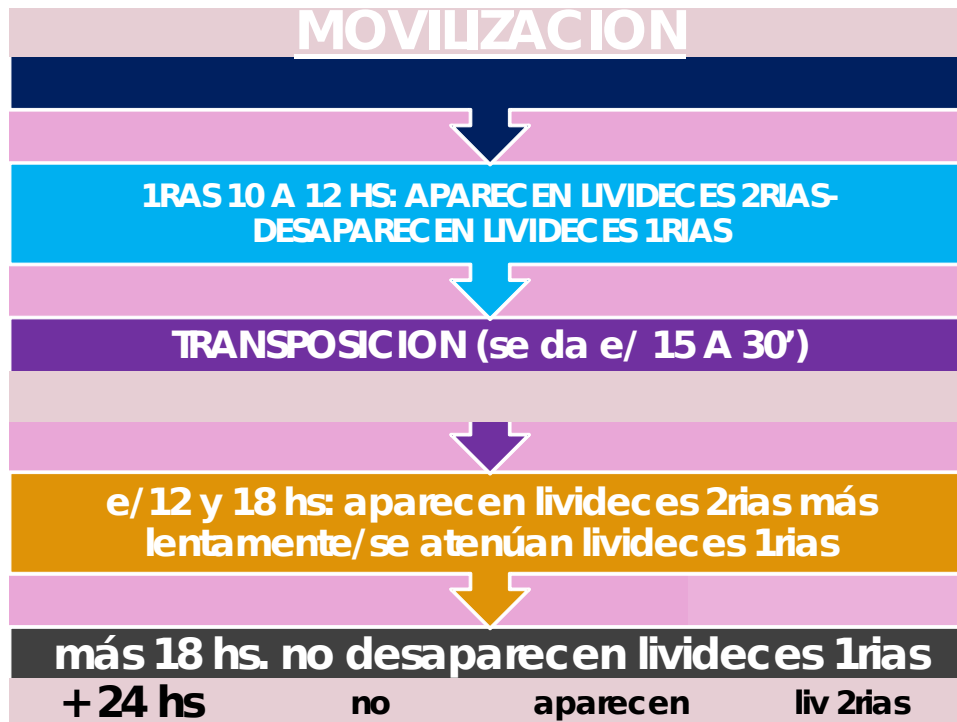 MOVILIZACION
1RAS 10 A 12 HS: APARECEN LIVIDECES 2RIAS-
DESAPARECEN LIVIDECES 1RIAS
TRANSPOSICION (se da e/ 15 A 30’)
e/12 y 18 hs: aparecen livideces 2rias más
lentamente/se atenúan livideces 1rias
más 18 hs. no desaparecen livideces 1rias
+ 24 hs no aparecen liv 2rias